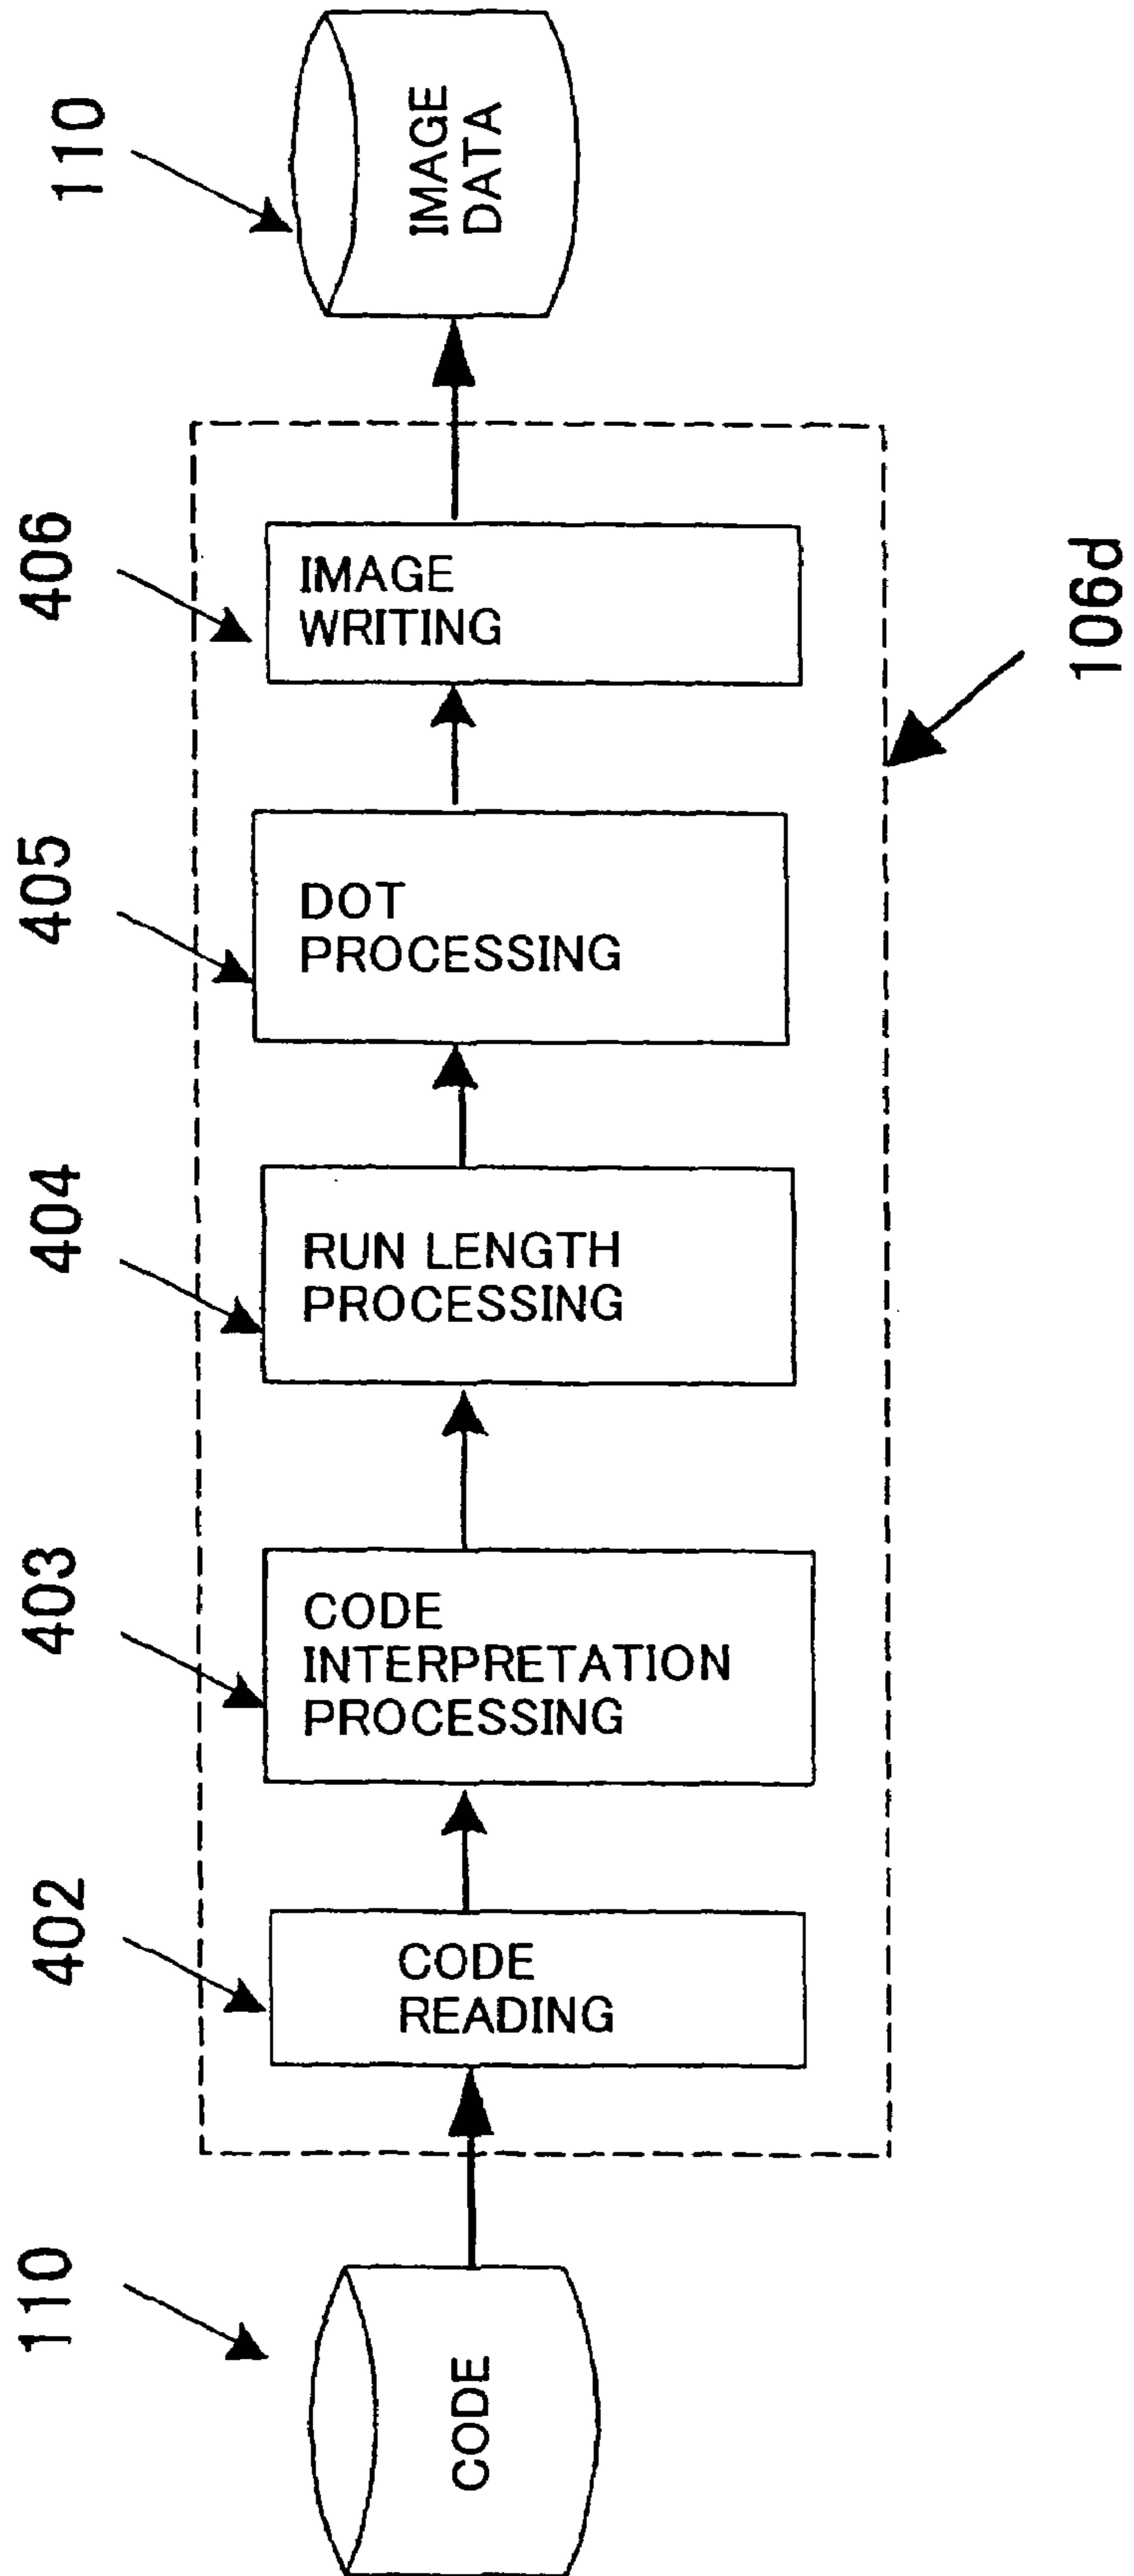 110
CODE
402
CODE
READING
403
CODE
INTERPRETATION
PROCESSING
404
RUN LENGTH
PROCESSING
405
DOT
PROCESSING
406
IMAGE
WRITING
110
IMAGE
DATA
106d